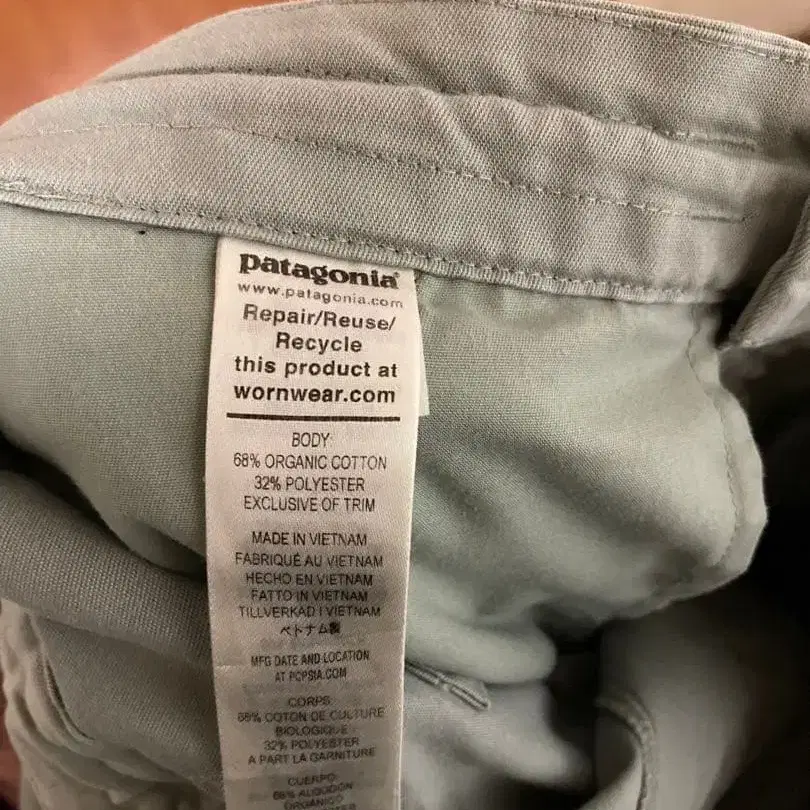 patagonia®
www.patagonia.com
Repair/Reuse/
Recycle
this product at
wornwear.com
BODY:
68% ORGANIC COTTON
32% POLYESTER
EXCLUSIVE OF TRIM
MADE IN VIETNAM
FABRIQUÉ AU VIETNAM
HECHO EN VIETNAM
FATTO IN VIETNAM
TILLVERKAD I VIETNAM
ベトナム製
MFG DATE AND LOCATION
AT PCPSIA.COM
CORPS:
68% COTON DE CULTURE
BIOLOGIQUE
32% POLYESTER
A PART LA GARNITURE
CUERPO:
68% ALGODON
ORGANICO